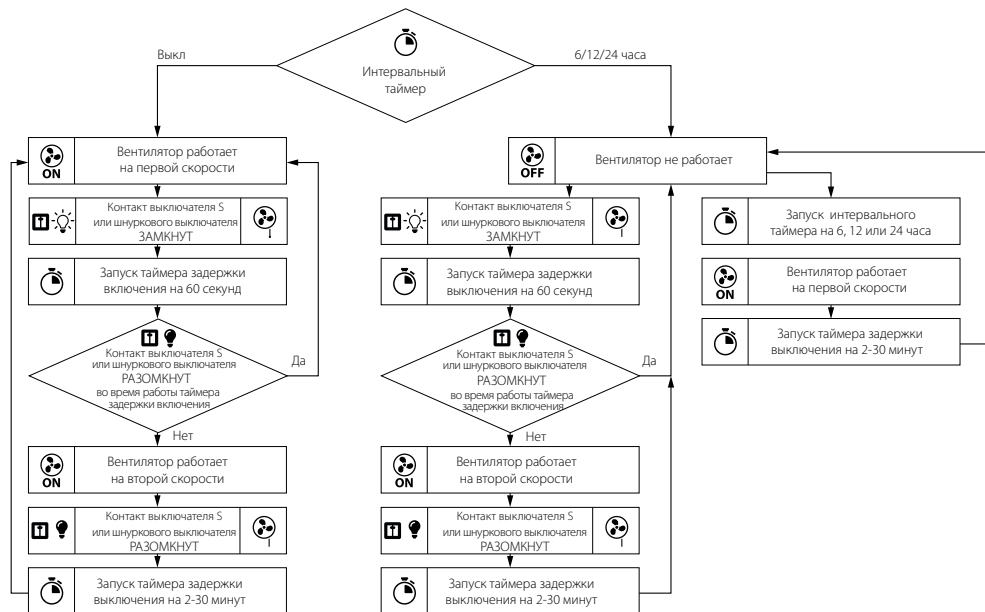 Интервальный
таймер
Выкл
6/12/24 часа
ON
Вентилятор работает
на первой скорости
Контакт выключателя S
или шнуркового выключателя
ЗАМКНУТ
Запуск таймера задержки
включения на 60 секунд
Контакт выключателя S
или шнуркового выключателя
РАЗОМКНУТ
во время работы таймера
задержки включения
Да
Нет
ON
Вентилятор работает
на второй скорости
Контакт выключателя S
или шнуркового выключателя
РАЗОМКНУТ
Запуск таймера задержки
выключения на 2-30 минут
OFF
Вентилятор не работает
Контакт выключателя S
или шнуркового выключателя
ЗАМКНУТ
Запуск таймера задержки
выключения на 60 секунд
Контакт выключателя S
или шнуркового выключателя
РАЗОМКНУТ
во время работы таймера
задержки включения
Да
Нет
ON
Вентилятор работает
на второй скорости
Контакт выключателя S
или шнуркового выключателя
РАЗОМКНУТ
Запуск таймера задержки
выключения на 2-30 минут
Запуск интервального
таймера на 6, 12 или 24 часа
ON
Вентилятор работает
на первой скорости
Запуск таймера задержки
выключения на 2-30 минут